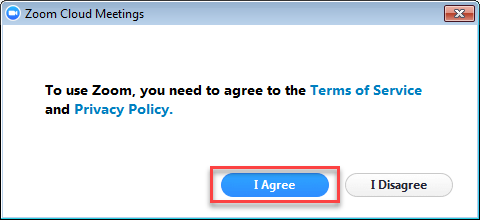 Zoom Cloud Meetings
To use Zoom, you need to agree to the Terms of Service
and Privacy Policy.
I Agree
I Disagree